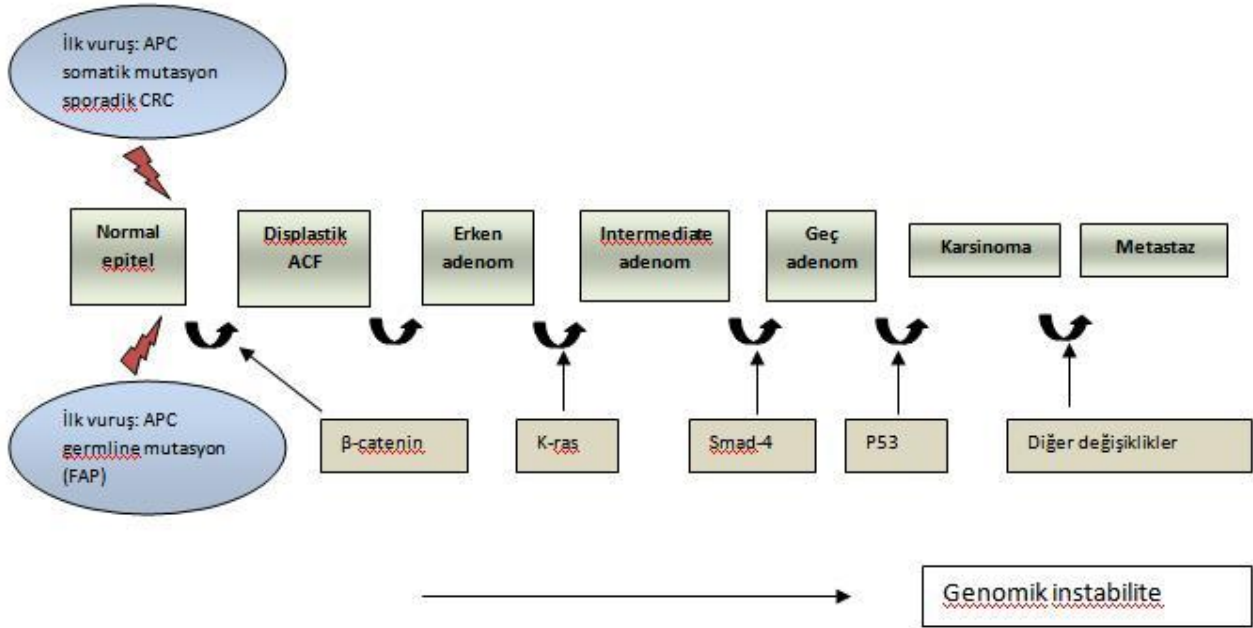 İlk vuruş: APC
somatik mutasyon
sporadik CRC
Normal
epitel
Displastik
ACF
Erken
adenom
Intermediate
adenom
Geç
adenom
Karsinoma
Metastaz
İlk vuruş: APC
germline mutasyon
(FAP)
β-catenin
K-ras
Smad-4
P53
Diğer değişiklikler
Genomik instabilite